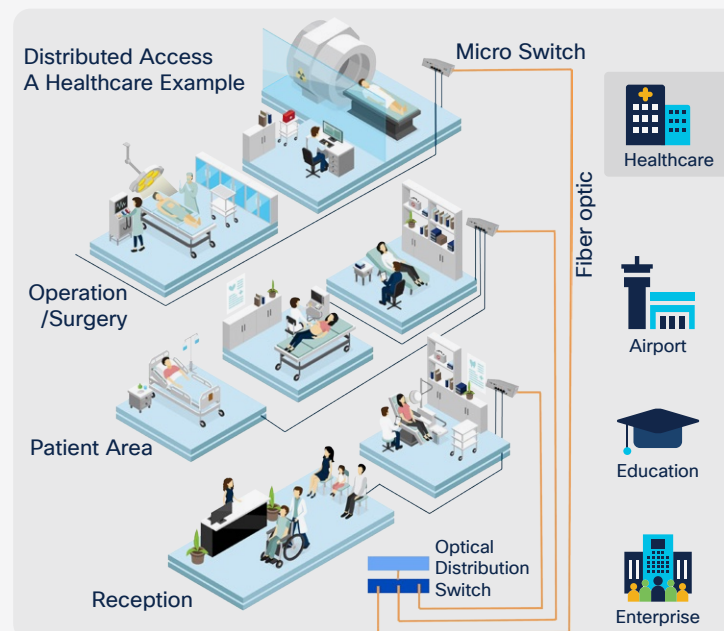 Distributed Access
A Healthcare Example
Micro Switch
Healthcare
Fiber optic
Operation
/Surgery
Airport
Patient Area
Education
Optical
Distribution
Switch
Reception
Enterprise